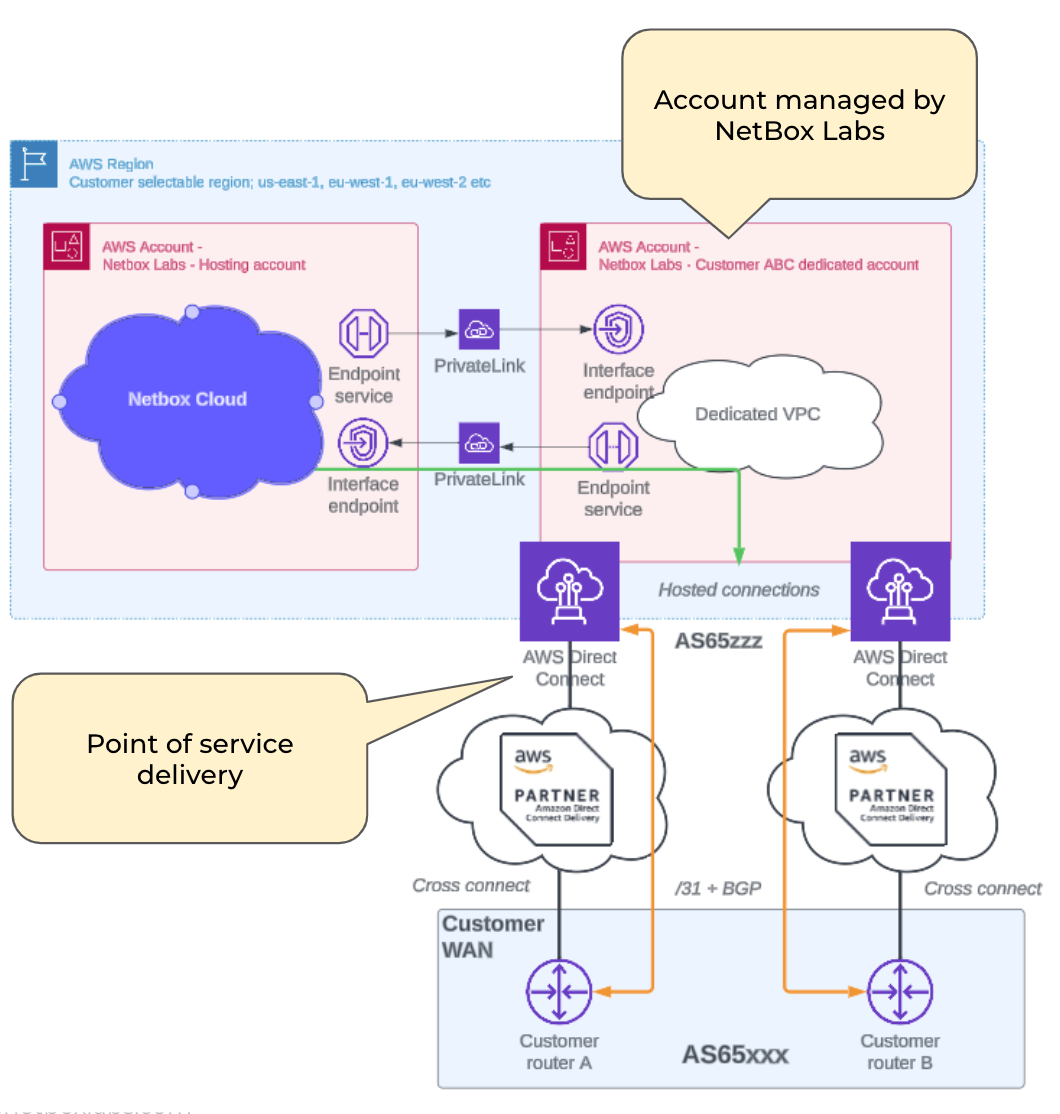 Account managed by
NetBox Labs
AWS Region
Customer selectable region; us-east-1, eu-west-1, eu-west-2 etc
AWS Account -
Netbox Labs - Hosting account
AWS Account -
Netbox Labs - Customer ABC dedicated account
Netbox Cloud
Endpoint
service
PrivateLink
Interface
endpoint
Dedicated VPC
Interface
endpoint
PrivateLink
Endpoint
service
Hosted connections
AS65zzz
AWS Direct
Connect
AWS Direct
Connect
Point of service
delivery
aws
PARTNER
Amazon Direct
Connect Delivery
aws
PARTNER
Amazon Direct
Connect Delivery
Cross connect
/31 + BGP
Cross connect
Customer
WAN
Customer
router A
Customer
router B
AS65xxx